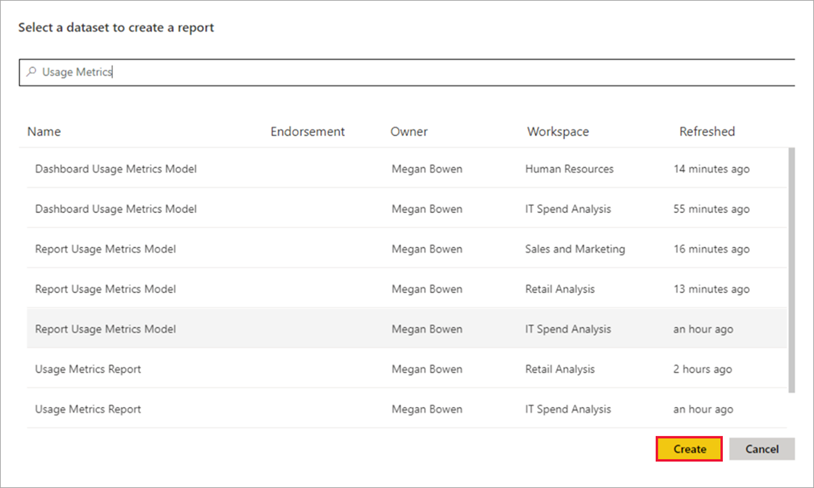 Select a dataset to create a report
Usage Metrics
Name Endorsement Owner Workspace Refreshed
Dashboard Usage Metrics Model Megan Bowen Human Resources 14 minutes ago
Dashboard Usage Metrics Model Megan Bowen IT Spend Analysis 55 minutes ago
Report Usage Metrics Model Megan Bowen Sales and Marketing 16 minutes ago
Report Usage Metrics Model Megan Bowen Retail Analysis 13 minutes ago
Report Usage Metrics Model Megan Bowen IT Spend Analysis an hour ago
Usage Metrics Report Megan Bowen Retail Analysis 2 hours ago
Usage Metrics Report Megan Bowen IT Spend Analysis an hour ago
Create Cancel